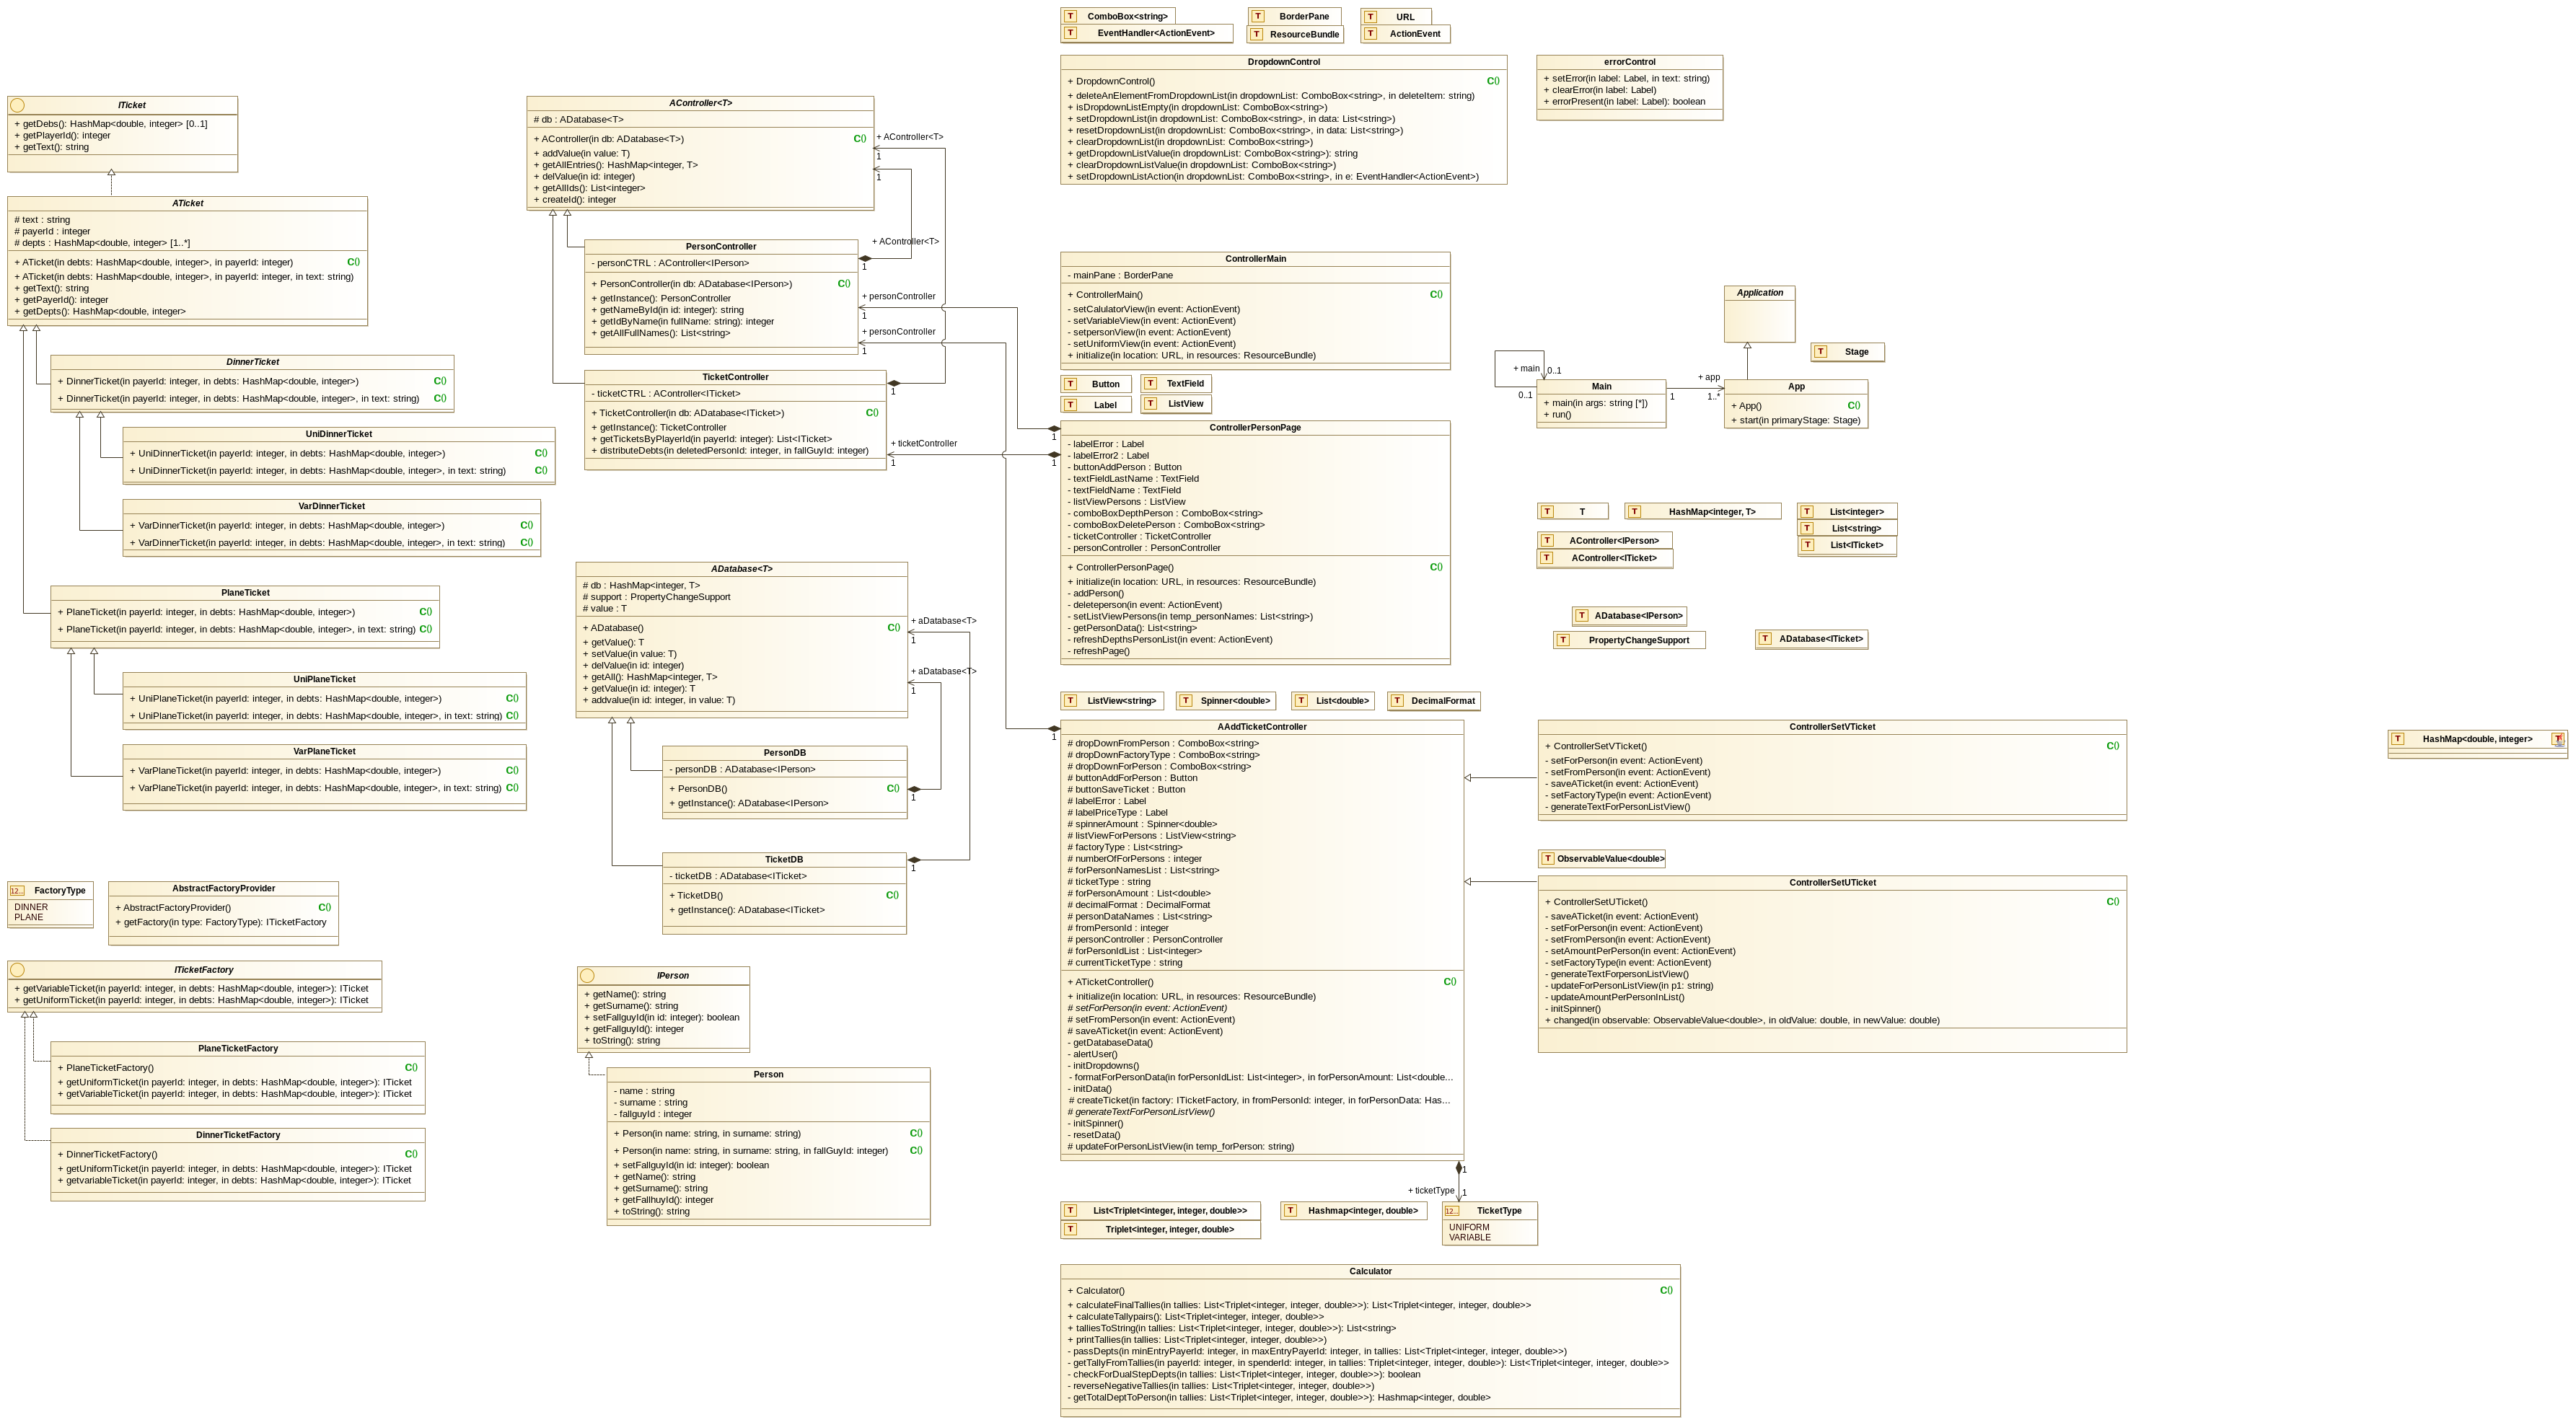 ITicket
+ getDebs(): HashMap<double, integer> [0..1]
+ getPlayerId(): integer
+ getText(): string
ATicket
# text : string
# payerId : integer
# depts : HashMap<double, integer> [1..*]
+ ATicket(in debts: HashMap<double, integer>, in payerId: integer) C()
+ ATicket(in debts: HashMap<double, integer>, in payerId: integer, in text: string)
+ getText(): string
+ getPayerId(): integer
+ getDepts(): HashMap<double, integer>
DinnerTicket
+ DinnerTicket(in payerId: integer, in debts: HashMap<double, integer>) C()
+ DinnerTicket(in payerId: integer, in debts: HashMap<double, integer>, in text: string) C()
UniDinnerTicket
+ UniDinnerTicket(in payerId: integer, in debts: HashMap<double, integer>) C()
+ UniDinnerTicket(in payerId: integer, in debts: HashMap<double, integer>, in text: string) C()
VarDinnerTicket
+ VarDinnerTicket(in payerId: integer, in debts: HashMap<double, integer>) C()
+ VarDinnerTicket(in payerId: integer, in debts: HashMap<double, integer>, in text: string) C()
PlaneTicket
+ PlaneTicket(in payerId: integer, in debts: HashMap<double, integer>) C()
+ PlaneTicket(in payerId: integer, in debts: HashMap<double, integer>, in text: string) C()
UniPlaneTicket
+ UniPlaneTicket(in payerId: integer, in debts: HashMap<double, integer>) C()
+ UniPlaneTicket(in payerId: integer, in debts: HashMap<double, integer>, in text: string) C()
VarPlaneTicket
+ VarPlaneTicket(in payerId: integer, in debts: HashMap<double, integer>) C()
+ VarPlaneTicket(in payerId: integer, in debts: HashMap<double, integer>, in text: string) C()
12... FactoryType
DINNER
PLANE
AbstractFactoryProvider
+ AbstractFactoryProvider() C()
+ getFactory(in type: FactoryType): ITicketFactory
ITicketFactory
+ getVariableTicket(in payerId: integer, in debts: HashMap<double, integer>): ITicket
+ getUniformTicket(in payerId: integer, in debts: HashMap<double, integer>): ITicket
PlaneTicketFactory
+ PlaneTicketFactory() C()
+ getUniformTicket(in payerId: integer, in debts: HashMap<double, integer>): ITicket
+ getVariableTicket(in payerId: integer, in debts: HashMap<double, integer>): ITicket
DinnerTicketFactory
+ DinnerTicketFactory() C()
+ getUniformTicket(in payerId: integer, in debts: HashMap<double, integer>): ITicket
+ getvariableTicket(in payerId: integer, in debts: HashMap<double, integer>): ITicket
AController<T>
# db : ADatabase<T>
+ AController(in db: ADatabase<T>) C()
+ addValue(in value: T)
+ getAllEntries(): HashMap<integer, T>
+ delValue(in id: integer)
+ getAllIds(): List<integer>
+ createId(): integer
+ AController<T>
1
1
+ AController<T>
1
PersonController
- personCTRL : AController<IPerson>
+ PersonController(in db: ADatabase<IPerson>) C()
+ getInstance(): PersonController
+ getNameById(in id: integer): string
+ getIdByName(in fullName: string): integer
+ getAllFullNames(): List<string>
+ personController
1
+ personController
1
TicketController
- ticketCTRL : AController<ITicket>
+ TicketController(in db: ADatabase<ITicket>) C()
+ getInstance(): TicketController
+ getTicketsByPlayerId(in payerId: integer): List<ITicket>
+ distributeDebts(in deletedPersonId: integer, in fallGuyId: integer)
1
+ ticketController
1
ADatabase<T>
# db : HashMap<integer, T>
# support : PropertyChangeSupport
# value : T
+ ADatabase() C()
+ getValue(): T
+ setValue(in value: T)
+ delValue(in id: integer)
+ getAll(): HashMap<integer, T>
+ getValue(in id: integer): T
+ addvalue(in id: integer, in value: T)
+ aDatabase<T>
1
+ aDatabase<T>
1
PersonDB
- personDB : ADatabase<IPerson>
+ PersonDB() C()
+ getInstance(): ADatabase<IPerson>
1
TicketDB
- ticketDB : ADatabase<ITicket>
+ TicketDB() C()
+ getInstance(): ADatabase<ITicket>
1
IPerson
+ getName(): string
+ getSurname(): string
+ setFallguyId(in id: integer): boolean
+ getFallguyId(): integer
+ toString(): string
Person
- name : string
- surname : string
- fallguyId : integer
+ Person(in name: string, in surname: string) C()
+ Person(in name: string, in surname: string, in fallGuyId: integer) C()
+ setFallguyId(in id: integer): boolean
+ getName(): string
+ getSurname(): string
+ getFallhuyId(): integer
+ toString(): string
T ComboBox<string>
T EventHandler<ActionEvent>
T BorderPane
T ResourceBundle
T URL
T ActionEvent
DropdownControl
+ DropdownControl() C()
+ deleteAnElementFromDropdownList(in dropdownList: ComboBox<string>, in deleteItem: string)
+ isDropdownListEmpty(in dropdownList: ComboBox<string>)
+ setDropdownList(in dropdownList: ComboBox<string>, in data: List<string>)
+ resetDropdownList(in dropdownList: ComboBox<string>, in data: List<string>)
+ clearDropdownList(in dropdownList: ComboBox<string>)
+ getDropdownListValue(in dropdownList: ComboBox<string>): string
+ clearDropdownListValue(in dropdownList: ComboBox<string>)
+ setDropdownListAction(in dropdownList: ComboBox<string>, in e: EventHandler<ActionEvent>)
errorControl
+ setError(in label: Label, in text: string)
+ clearError(in label: Label)
+ errorPresent(in label: Label): boolean
ControllerMain
- mainPane : BorderPane
+ ControllerMain() C()
- setCalulatorView(in event: ActionEvent)
- setVariableView(in event: ActionEvent)
- setpersonView(in event: ActionEvent)
- setUniformView(in event: ActionEvent)
+ initialize(in location: URL, in resources: ResourceBundle)
T Button
T TextField
T Label
T ListView
ControllerPersonPage
- labelError : Label
- labelError2 : Label
- buttonAddPerson : Button
- textFieldLastName : TextField
- textFieldName : TextField
- listViewPersons : ListView
- comboBoxDepthPerson : ComboBox<string>
- comboBoxDeletePerson : ComboBox<string>
- ticketController : TicketController
- personController : PersonController
+ ControllerPersonPage() C()
+ initialize(in location: URL, in resources: ResourceBundle)
- addPerson()
- deleteperson(in event: ActionEvent)
- setListViewPersons(in temp_personNames: List<string>)
- getPersonData(): List<string>
- refreshDepthsPersonList(in event: ActionEvent)
- refreshPage()
1
1
+ main
0..1
0..1
Main
+ main(in args: string [*])
+ run()
+ app
1
1..*
Application
T Stage
App
+ App() C()
+ start(in primaryStage: Stage)
T T
T HashMap<integer, T>
T List<integer>
T List<string>
T List<ITicket>
T AController<IPerson>
T AController<ITicket>
T ADatabase<IPerson>
T PropertyChangeSupport
T ADatabase<ITicket>
T ListView<string>
T Spinner<double>
T List<double>
T DecimalFormat
AAddTicketController
# dropDownFromPerson : ComboBox<string>
# dropDownFactoryType : ComboBox<string>
# dropDownForPerson : ComboBox<string>
# buttonAddForPerson : Button
# buttonSaveTicket : Button
# labelError : Label
# labelPriceType : Label
# spinnerAmount : Spinner<double>
# listViewForPersons : ListView<string>
# factoryType : List<string>
# numberOfForPersons : integer
# forPersonNamesList : List<string>
# ticketType : string
# forPersonAmount : List<double>
# decimalFormat : DecimalFormat
# personDataNames : List<string>
# fromPersonId : integer
# personController : PersonController
# forPersonIdList : List<integer>
# currentTicketType : string
+ ATicketController() C()
+ initialize(in location: URL, in resources: ResourceBundle)
# setForPerson(in event: ActionEvent)
# setFromPerson(in event: ActionEvent)
# saveATicket(in event: ActionEvent)
- getDatabaseData()
- alertUser()
- initDropdowns()
- formatForPersonData(in forPersonIdList: List<integer>, in forPersonAmount: List<double...
- initData()
# createTicket(in factory: ITicketFactory, in fromPersonId: integer, in forPersonData: Has...
# generateTextForPersonListView()
- initSpinner()
- resetData()
# updateForPersonListView(in temp_forPerson: string)
1
1
+ ticketType
1
ControllerSetVTicket
+ ControllerSetVTicket() C()
- setForPerson(in event: ActionEvent)
- setFromPerson(in event: ActionEvent)
- saveATicket(in event: ActionEvent)
- setFactoryType(in event: ActionEvent)
- generateTextForPersonListView()
T ObservableValue<double>
ControllerSetUTicket
+ ControllerSetUTicket() C()
- saveATicket(in event: ActionEvent)
- setForPerson(in event: ActionEvent)
- setFromPerson(in event: ActionEvent)
- setAmountPerPerson(in event: ActionEvent)
- setFactoryType(in event: ActionEvent)
- generateTextForpersonListView()
- updateForPersonListView(in p1: string)
- updateAmountPerPersonInList()
- initSpinner()
+ changed(in observable: ObservableValue<double>, in oldValue: double, in newValue: double)
T HashMap<double, integer>
T List<Triplet<integer, integer, double>>
T Triplet<integer, integer, double>
T Hashmap<integer, double>
12... TicketType
UNIFORM
VARIABLE
Calculator
+ Calculator() C()
+ calculateFinalTallies(in tallies: List<Triplet<integer, integer, double>>): List<Triplet<integer, integer, double>>
+ calculateTallypairs(): List<Triplet<integer, integer, double>>
+ talliesToString(in tallies: List<Triplet<integer, integer, double>>): List<string>
+ printTallies(in tallies: List<Triplet<integer, integer, double>>)
- passDepts(in minEntryPayerId: integer, in maxEntryPayerId: integer, in tallies: List<Triplet<integer, integer, double>>)
- getTallyFromTallies(in payerId: integer, in spenderId: integer, in tallies: Triplet<integer, integer, double>): List<Triplet<integer, integer, double>>
- checkForDualStepDepts(in tallies: List<Triplet<integer, integer, double>>): boolean
- reverseNegativeTallies(in tallies: List<Triplet<integer, integer, double>>)
- getTotalDeptToPerson(in tallies: List<Triplet<integer, integer, double>>): Hashmap<integer, double>